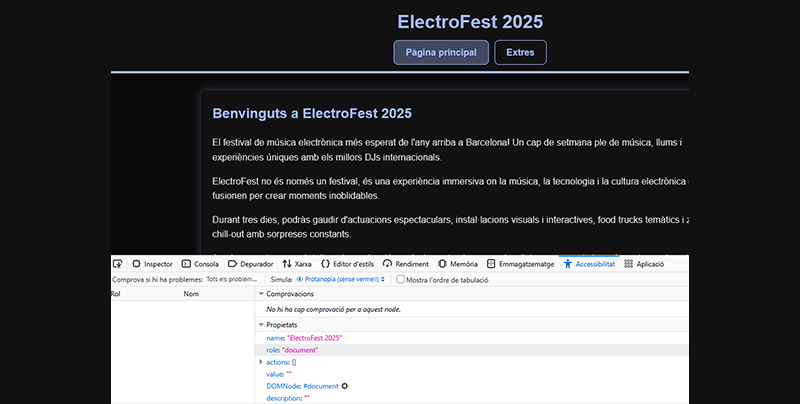 ElectroFest 2025
Pàgina principal Extres
Benvinguts a ElectroFest 2025
El festival de música electrònica més esperat de l'any arriba a Barcelona! Un cap de setmana ple de música, llums i
experiències úniques amb els millors DJs internacionals.
ElectroFest no és només un festival, és una experiència immersiva on la música, la tecnologia i la cultura electrònica
fusionen per crear moments inoblidables.
Durant tres dies, podràs gaudir d'actuacions espectaculars, instal·lacions visuals i interactives, food trucks temàtics i z
chill-out amb sorpreses constants.
Inspector Consola Depurador Xarxa Editor d'estils Rendiment Memòria Emmagatzematge Accessibilitat Aplicació
Comprova si hi ha problemes: Tots els problem... Simula: Protanopia (sense vermell) Mostra l'ordre de tabulació
Rol Nom Comprovacions
No hi ha cap comprovació per a aquest node.
Propietats
name: "ElectroFest 2025"
role: "document"
actions: []
value: ""
DOMNode: #document
description: ""